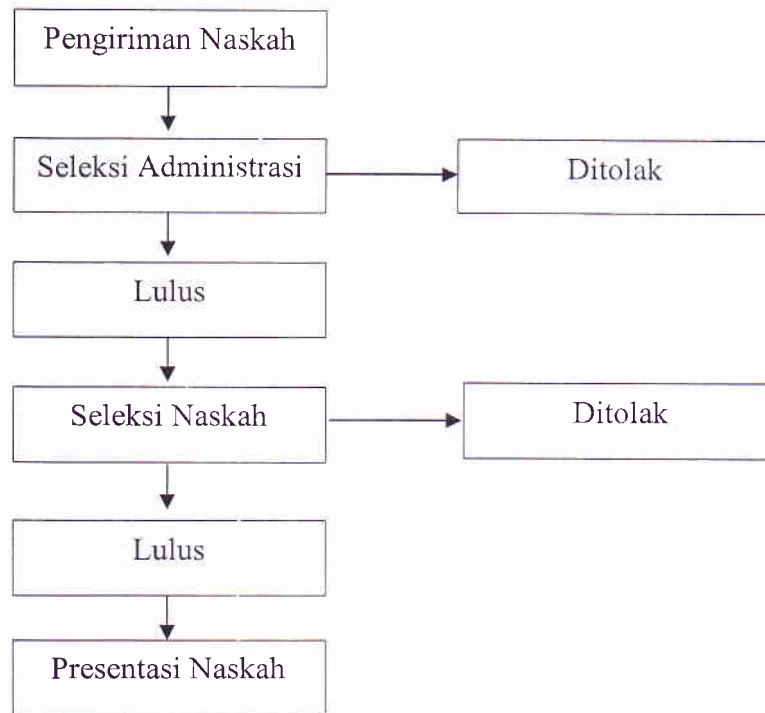 Pengiriman Naskah
Seleksi Administrasi
Ditolak
Lulus
Seleksi Naskah
Ditolak
Lulus
Presentasi Naskah